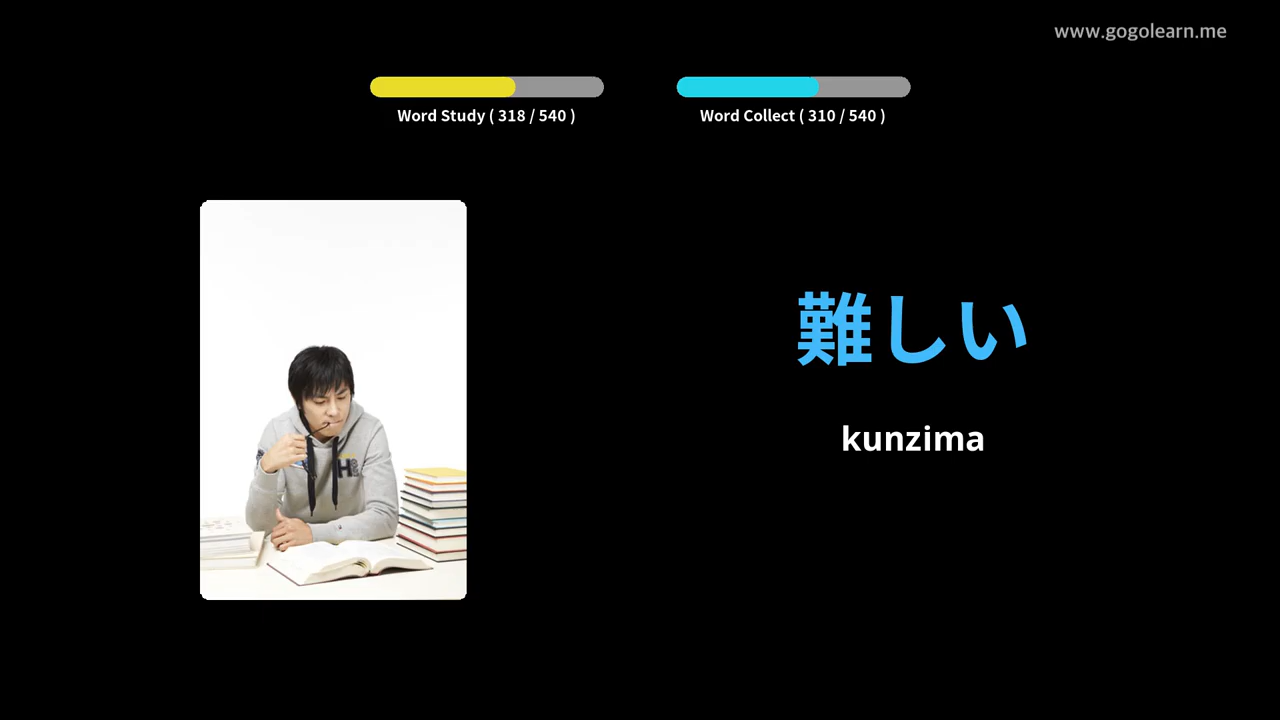 www.gogolearn.me
Word Study ( 318 / 540 )
Word Collect ( 310 / 540 )
難しい
kunzima
H